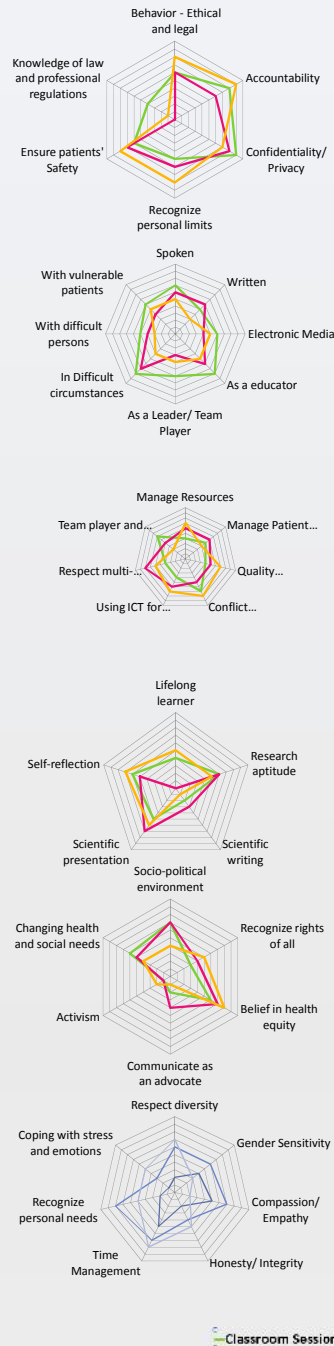 Behavior - Ethical
and legal
Knowledge of law
and professional
regulations
Accountability
Ensure patients'
Safety
Confidentiality/
Privacy
Recognize
personal limits
Spoken
With vulnerable
patients
Written
With difficult
persons
Electronic Media
In Difficult
circumstances
As a educator
As a Leader/ Team
Player
Manage Resources
Team player and...
Manage Patient...
Respect multi-...
Quality...
Using ICT for...
Conflict...
Lifelong
learner
Self-reflection
Research
aptitude
Scientific
presentation
Scientific
writing
Socio-political
environment
Changing health
and social needs
Recognize rights
of all
Activism
Belief in health
equity
Communicate as
an advocate
Respect diversity
Coping with stress
and emotions
Gender Sensitivity
Recognize
personal needs
Compassion/
Empathy
Time
Management
Honesty/ Integrity
Classroom Session